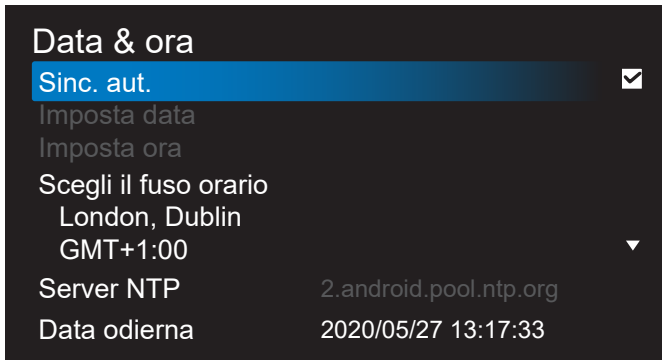 Data & ora
Sinc. aut.
Imposta data
Imposta ora
Scegli il fuso orario
London, Dublin
GMT+1:00
Server NTP 2.android.pool.ntp.org
Data odierna 2020/05/27 13:17:33